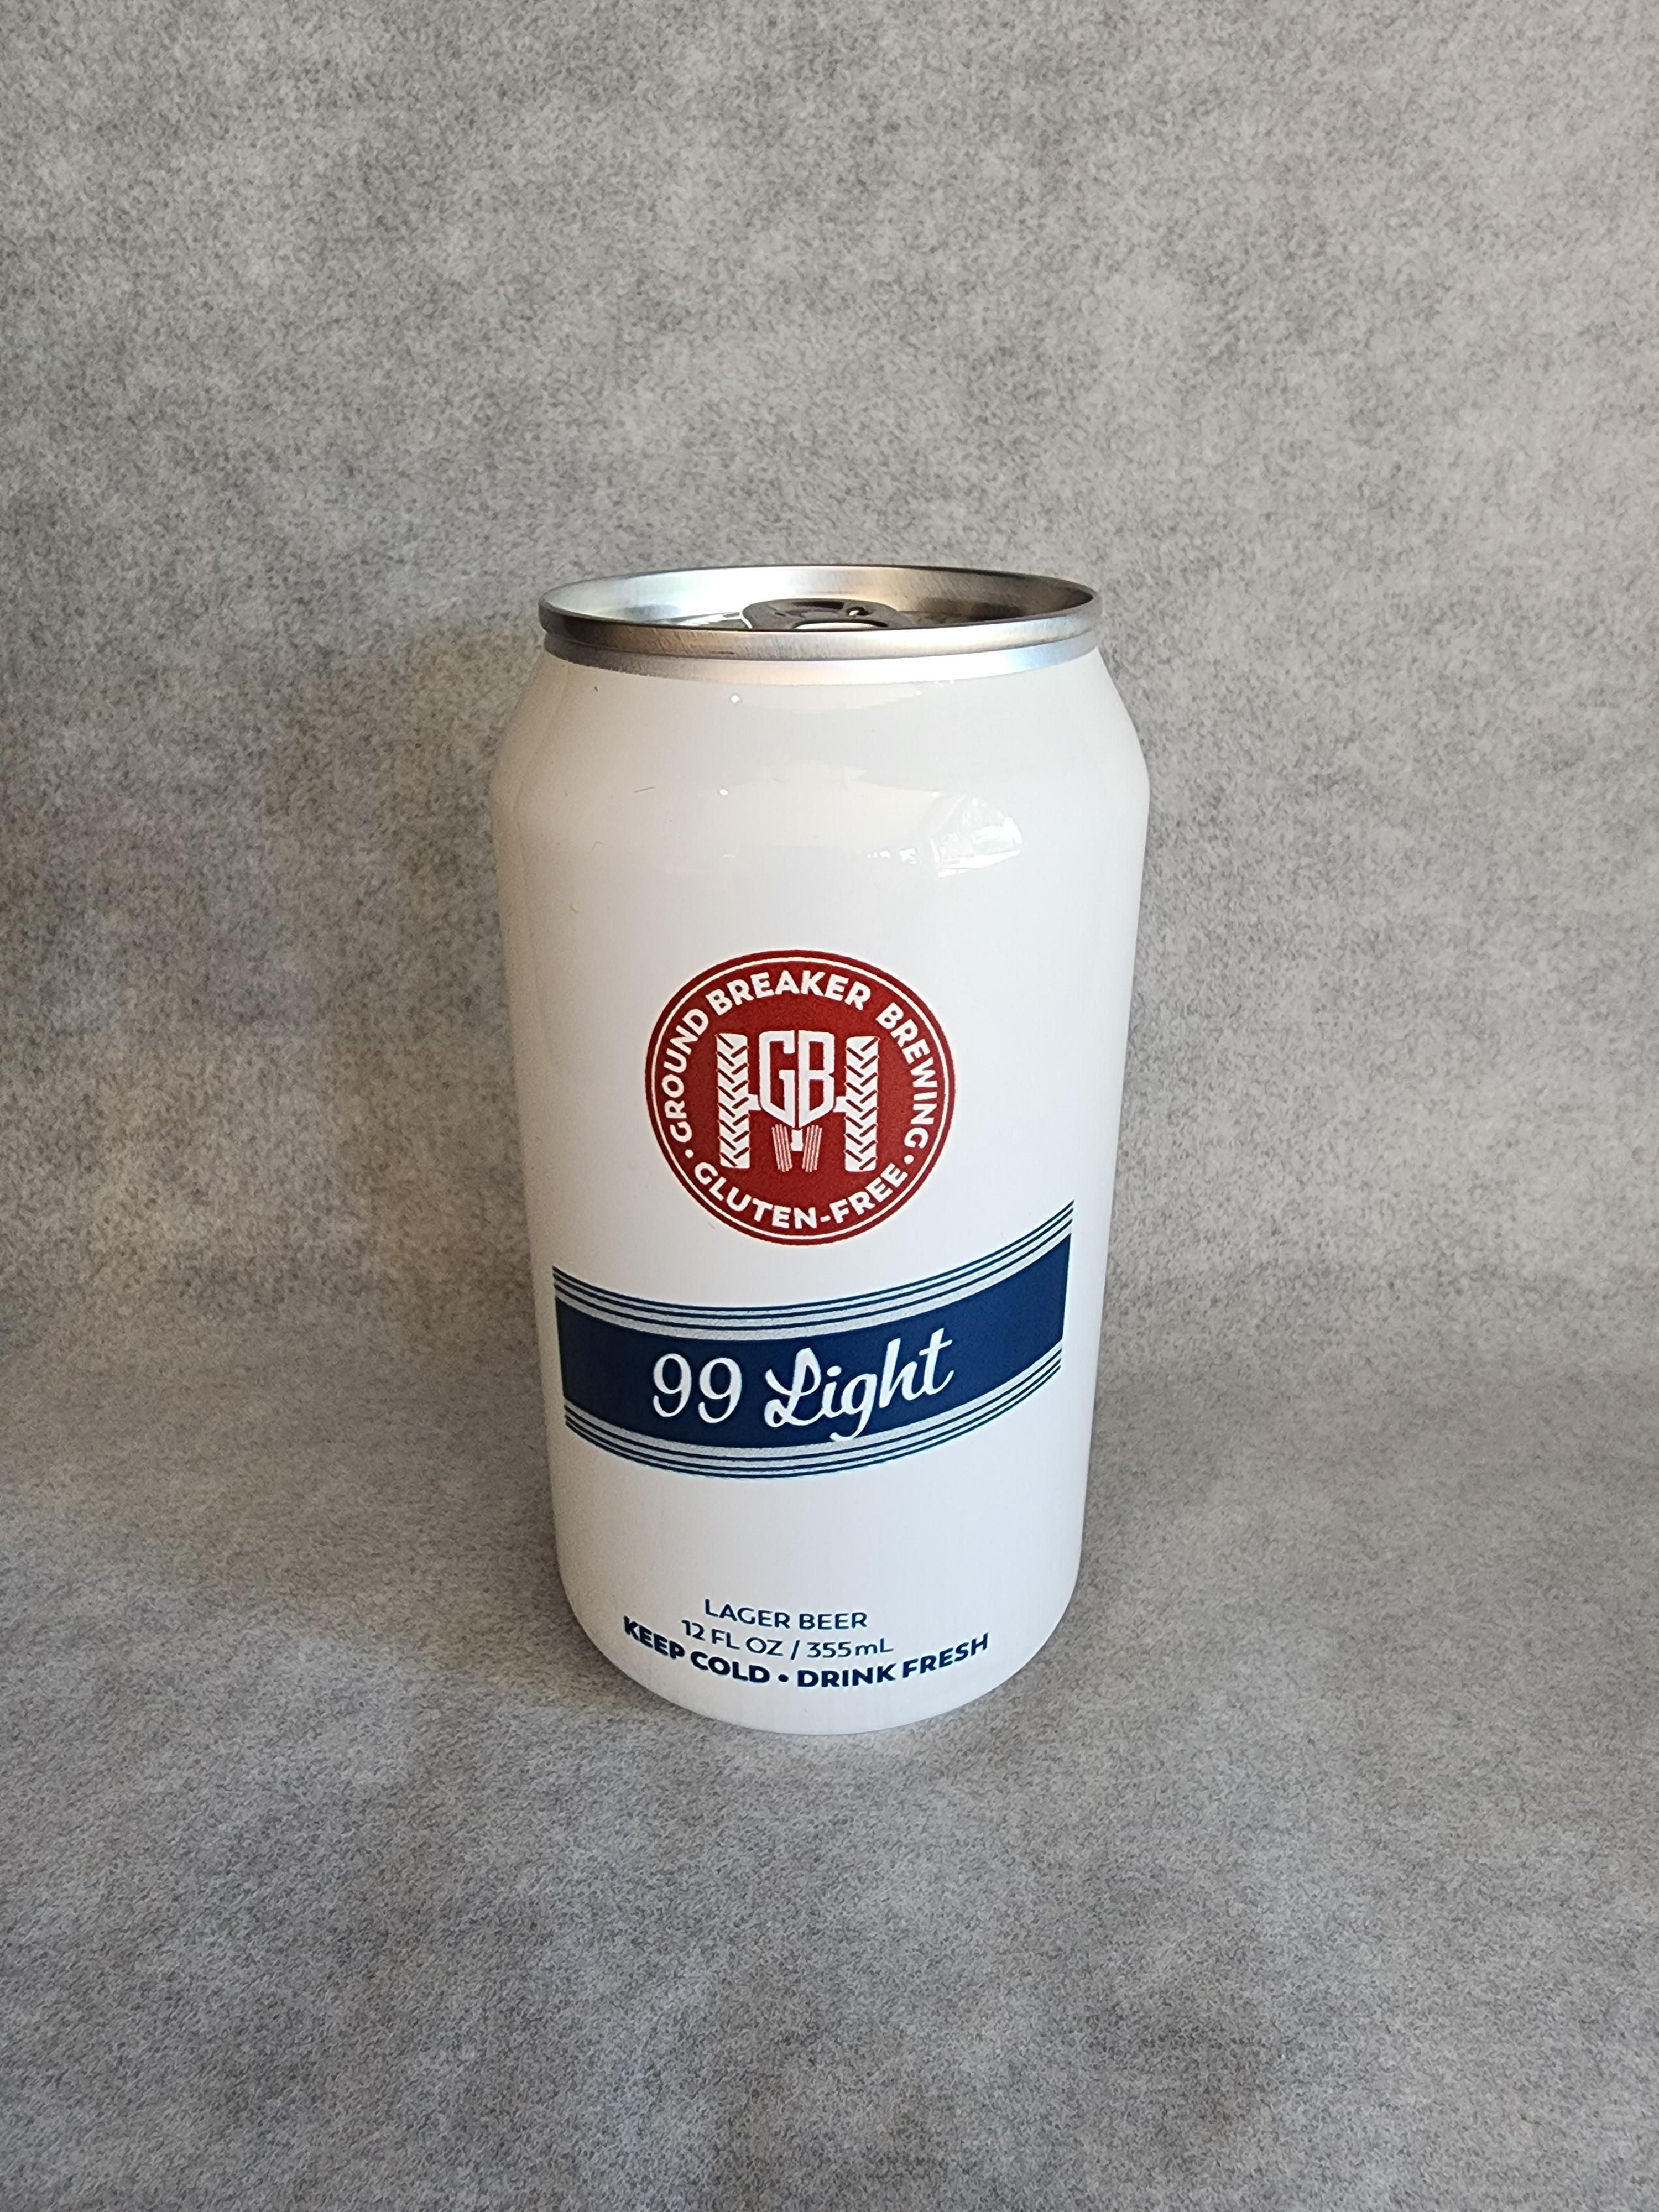 GROUND BREAKER BREWING
GB
• GLUTEN-FREE •
99 Light
LAGER BEER
12 FL OZ / 355mL
KEEP COLD • DRINK FRESH